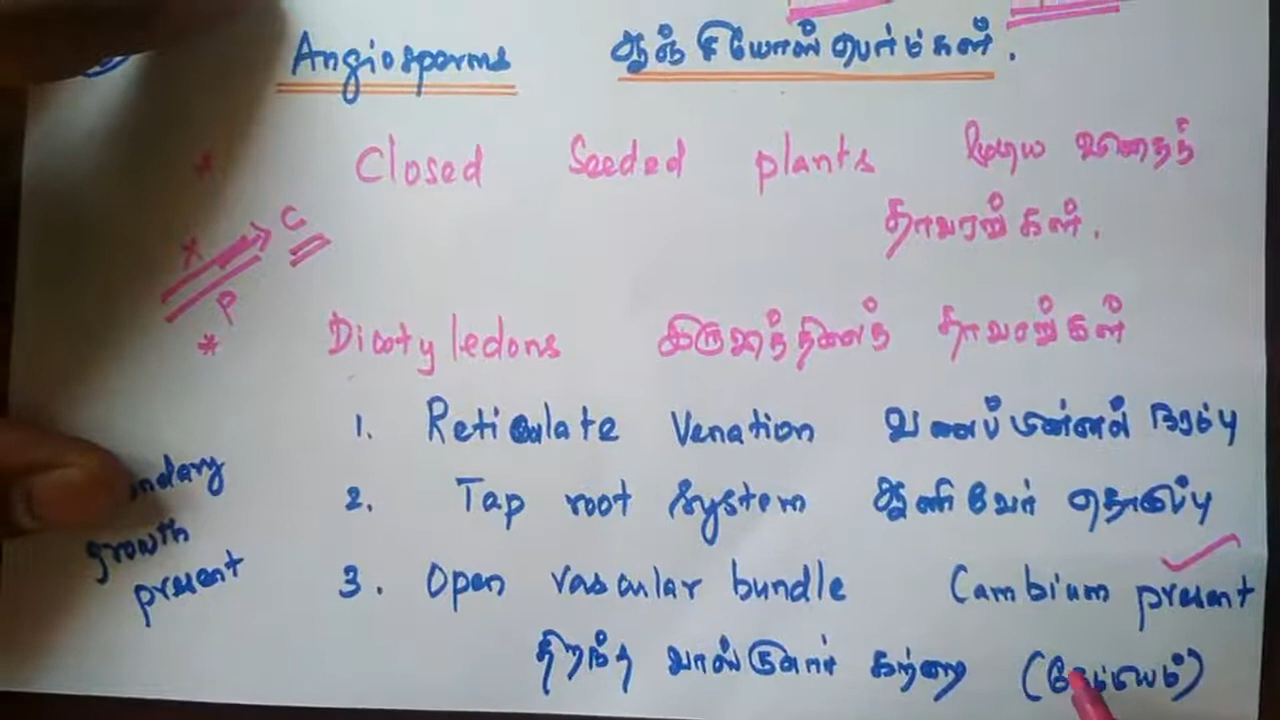 Angiosperms ஆஞ்சியோஸ்பெர்ம்கள்.
Closed Seeded plants மூடிய விதைத்
தாவரங்கள்.
X C
P
*
Dicotyledons இருவித்திலைத் தாவரங்கள்
1. Reticulate Venation வலைப்பின்னல் நரம்பு
2. Tap root System ஆணிவேர் தொகுப்பு
3. Open vascular bundle Cambium present
திறந்த வாஸ்குலார் கற்றை
ndary
growth
present